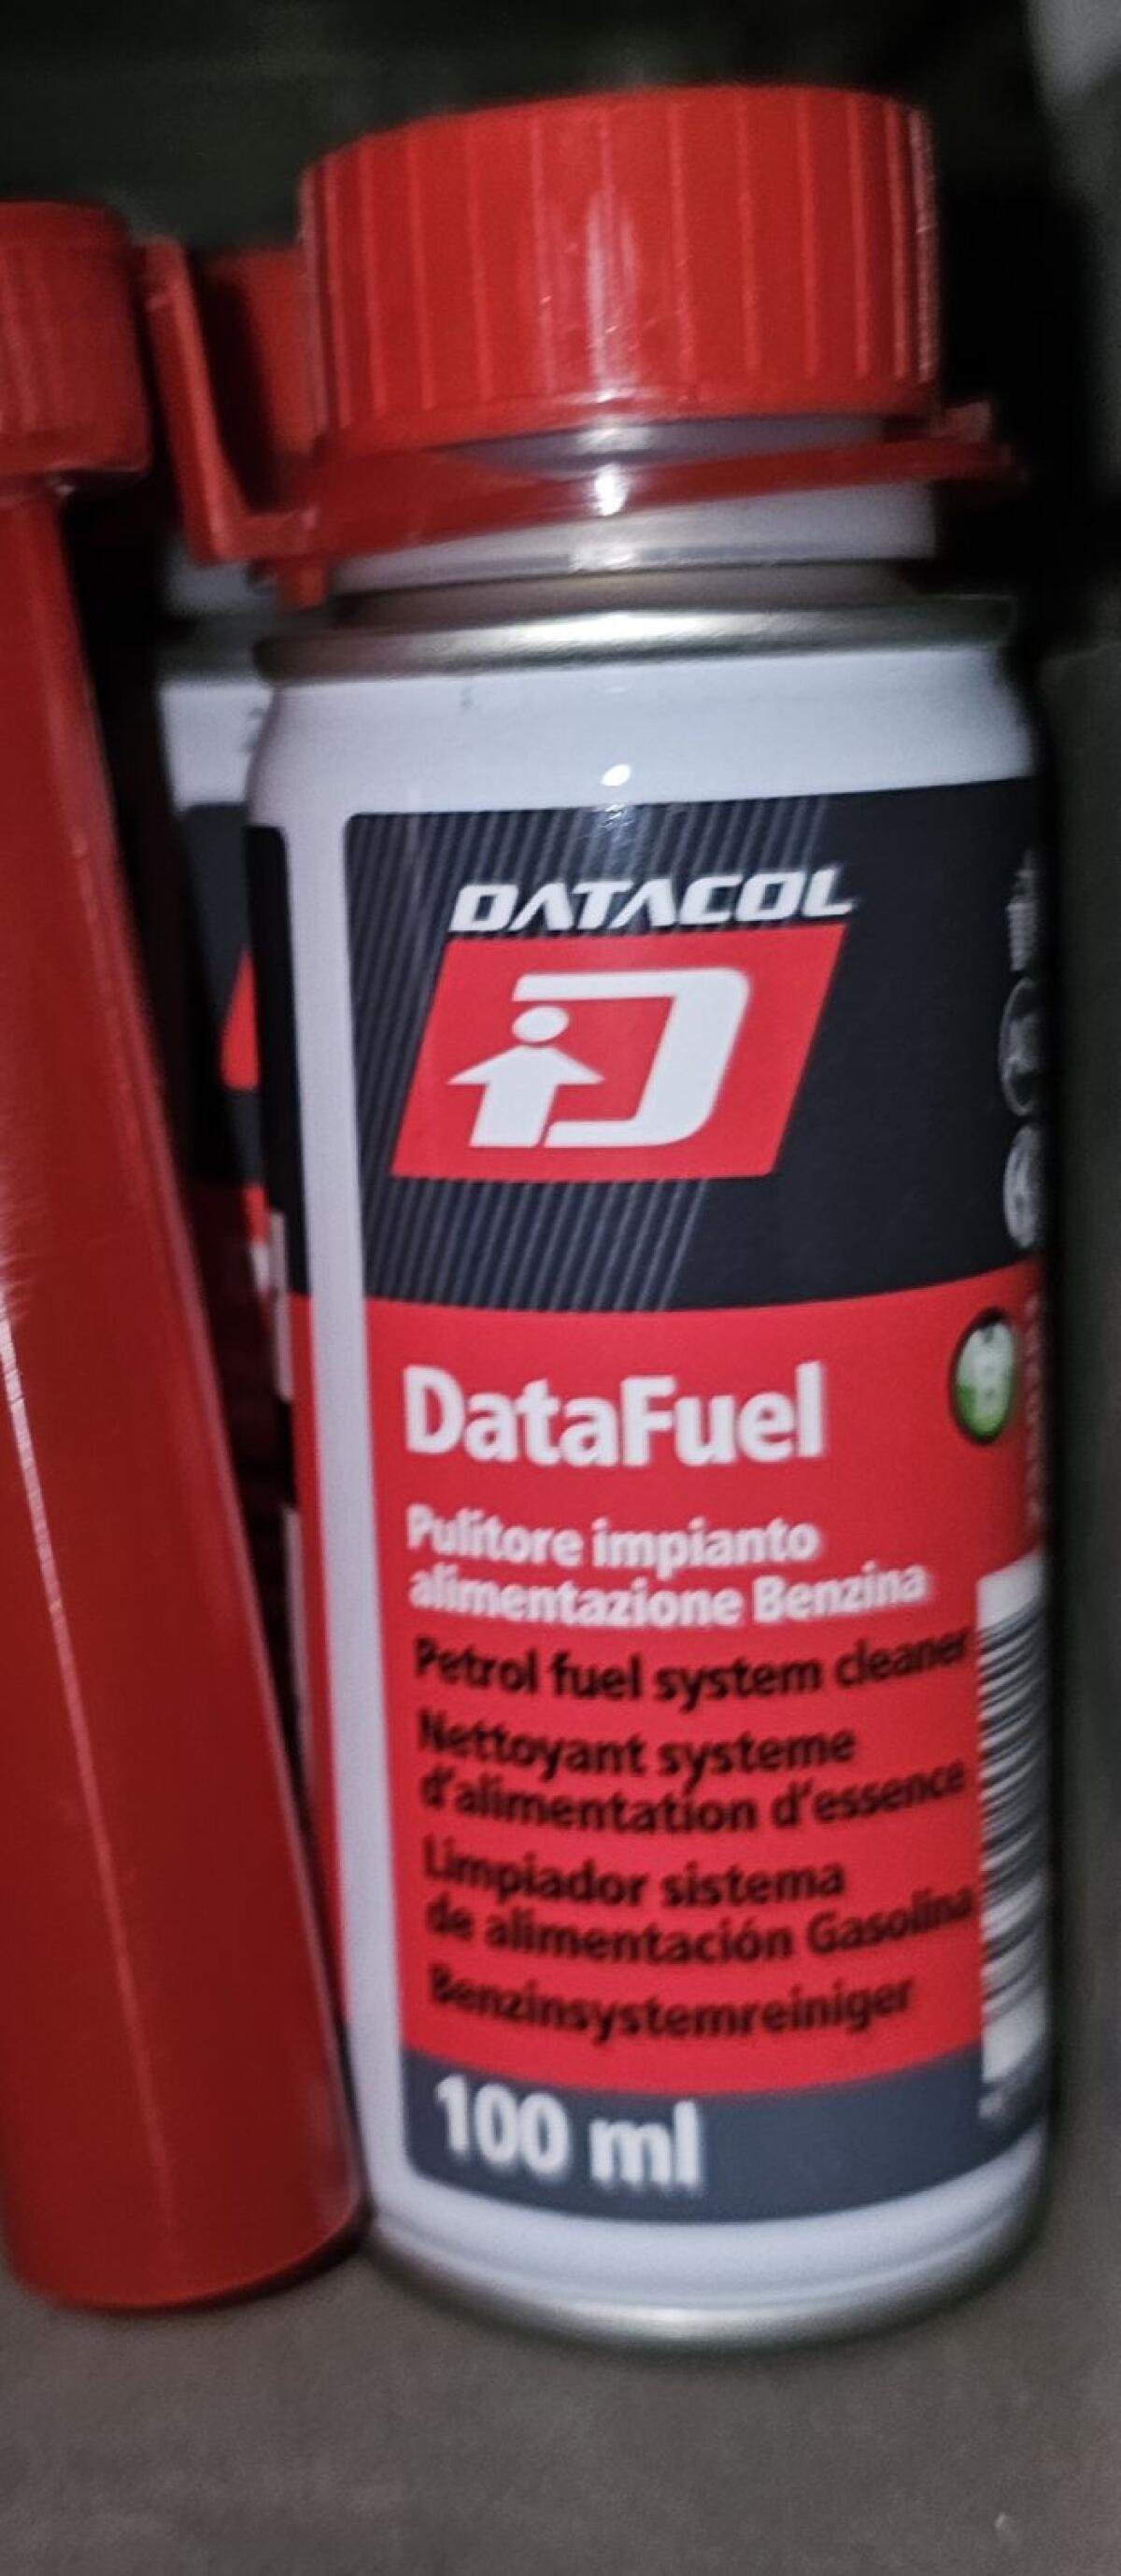 DATACOL
DataFuel
Pulitore impianto
alimentazione Benzina
Petrol fuel system cleaner
Nettoyant systeme
d'alimentation d'essence
Limpiador sistema
de alimentación Gasolina
Benzinsystemreiniger
100 ml